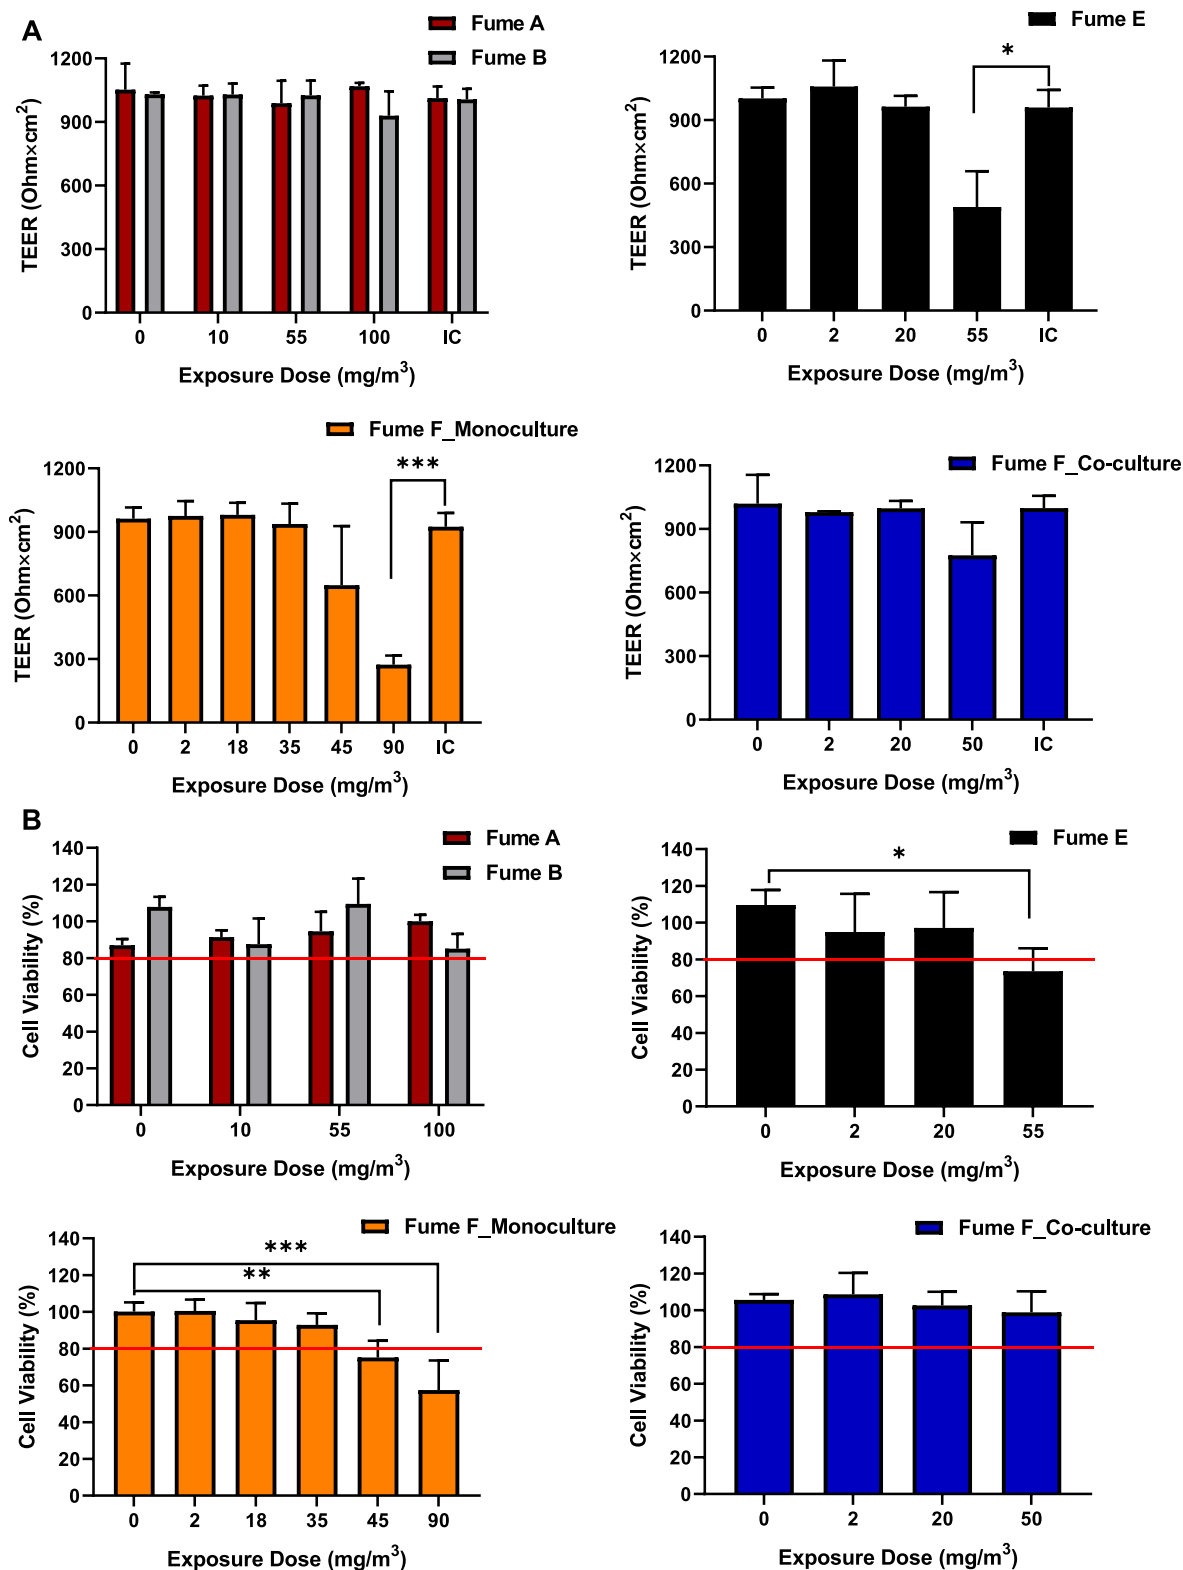 A
Fume A
Fume B
1200
900
600
300
0
TEER (Ohm×cm²)
0 10 55 100 IC
Exposure Dose (mg/m³)
Fume E
*
1200
900
600
300
0
TEER (Ohm×cm²)
0 2 20 55 IC
Exposure Dose (mg/m³)
Fume F_Monoculture
***
1200
900
600
300
0
TEER (Ohm×cm²)
0 2 18 35 45 90 IC
Exposure Dose (mg/m³)
Fume F_Co-culture
1200
900
600
300
0
TEER (Ohm×cm²)
0 2 20 50 IC
Exposure Dose (mg/m³)
B
Fume A
Fume B
140
120
100
80
60
40
20
0
Cell Viability (%)
0 10 55 100
Exposure Dose (mg/m³)
Fume E
*
140
120
100
80
60
40
20
0
Cell Viability (%)
0 2 20 55
Exposure Dose (mg/m³)
Fume F_Monoculture
***
**
140
120
100
80
60
40
20
0
Cell Viability (%)
0 2 18 35 45 90
Exposure Dose (mg/m³)
Fume F_Co-culture
140
120
100
80
60
40
20
0
Cell Viability (%)
0 2 20 50
Exposure Dose (mg/m³)